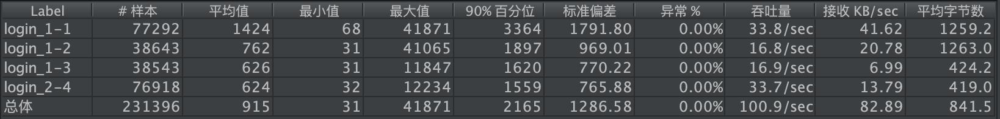 Label # 样本 平均值 最小值 最大值 90% 百分位 标准偏差 异常 % 吞吐量 接收 KB/sec 平均字节数
login_1-1 77292 1424 68 41871 3364 1791.80 0.00% 33.8/sec 41.62 1259.2
login_1-2 38643 762 31 41065 1897 969.01 0.00% 16.8/sec 20.78 1263.0
login_1-3 38543 626 31 11847 1620 770.22 0.00% 16.9/sec 6.99 424.2
login_2-4 76918 624 32 12234 1559 765.88 0.00% 33.7/sec 13.79 419.0
总体 231396 915 31 41871 2165 1286.58 0.00% 100.9/sec 82.89 841.5